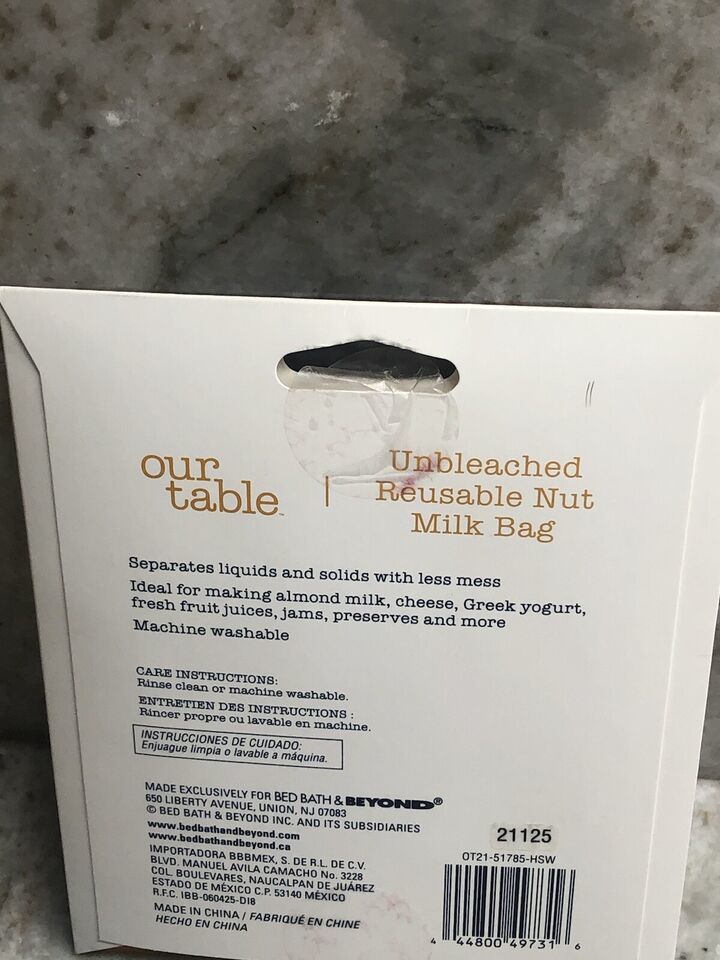 our
table™
Unbleached
Reusable Nut
Milk Bag
Separates liquids and solids with less mess
Ideal for making almond milk, cheese, Greek yogurt,
fresh fruit juices, jams, preserves and more
Machine washable
CARE INSTRUCTIONS:
Rinse clean or machine washable.
ENTRETIEN DES INSTRUCTIONS :
Rincer propre ou lavable en machine.
INSTRUCCIONES DE CUIDADO:
Enjuague limpia o lavable a máquina.
MADE EXCLUSIVELY FOR BED BATH & BEYOND®
650 LIBERTY AVENUE, UNION, NJ 07083
© BED BATH & BEYOND INC. AND ITS SUBSIDIARIES
www.bedbathandbeyond.com
www.bedbathandbeyond.ca
IMPORTADORA BBBMEX, S. DE R.L. DE C.V.
BLVD. MANUEL AVILA CAMACHO No. 3228
COL. BOULEVARES, NAUCALPAN DE JUÁREZ
ESTADO DE MÉXICO C.P. 53140 MÉXICO
R.F.C. IBB-060425-DI8
MADE IN CHINA / FABRIQUÉ EN CHINE
HECHO EN CHINA
21125
OT21-51785-HSW
4 44800 49731 6